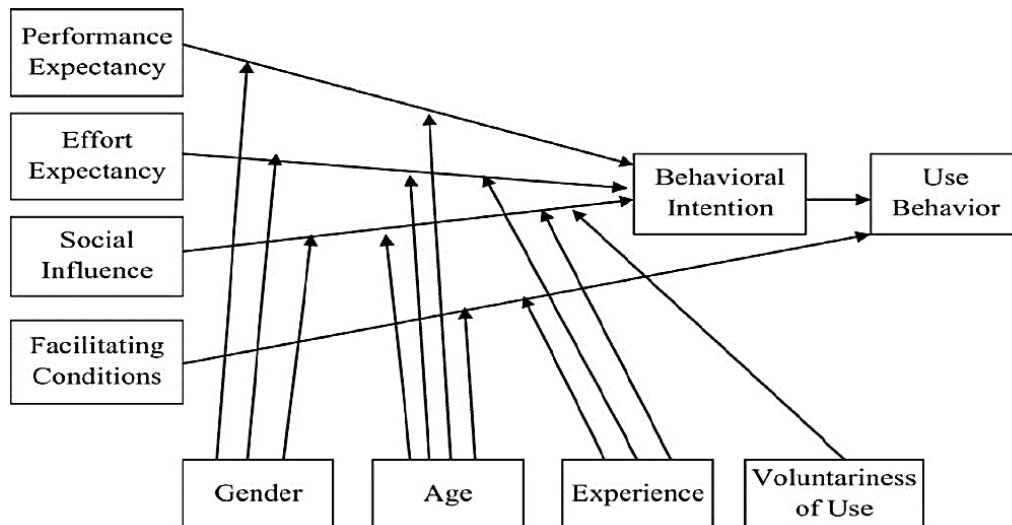 Performance
Expectancy
Effort
Expectancy
Social
Influence
Facilitating
Conditions
Behavioral
Intention
Use
Behavior
Gender
Age
Experience
Voluntariness
of Use